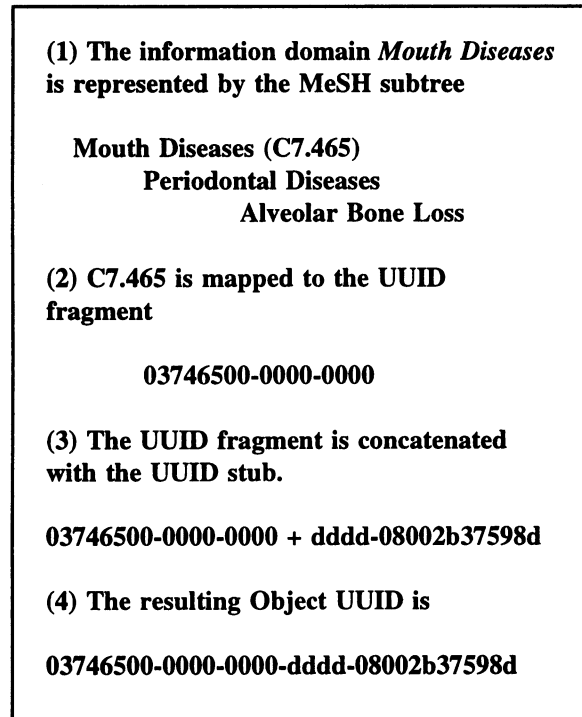 (1) The information domain Mouth Diseases
is represented by the MeSH subtree
Mouth Diseases (C7.465)
Periodontal Diseases
Alveolar Bone Loss
(2) C7.465 is mapped to the UUID
fragment
03746500-0000-0000
(3) The UUID fragment is concatenated
with the UUID stub.
03746500-0000-0000 + dddd-08002b37598d
(4) The resulting Object UUID is
03746500-0000-0000-dddd-08002b37598d